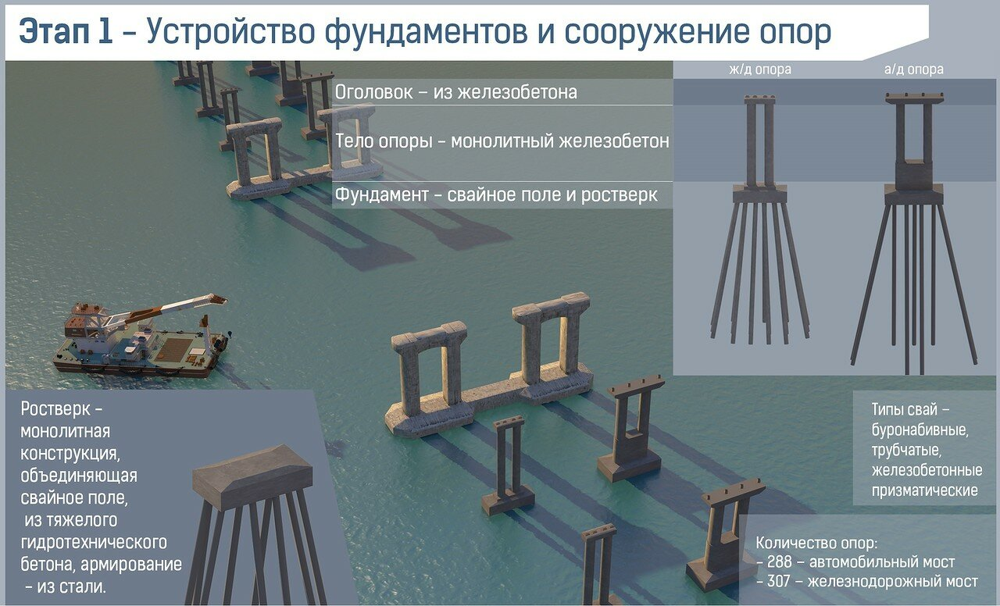 Этап 1 – Устройство фундаментов и сооружение опор
ж/д опора
а/д опора
Оголовок – из железобетона
Тело опоры – монолитный железобетон
Фундамент – свайное поле и ростверк
Ростверк –
монолитная
конструкция,
объединяющая
свайное поле,
из тяжелого
гидротехнического
бетона, армирование
– из стали.
Типы свай –
буронабивные,
трубчатые,
железобетонные
призматические
Количество опор:
- 288 – автомобильный мост
- 307 – железнодорожный мост